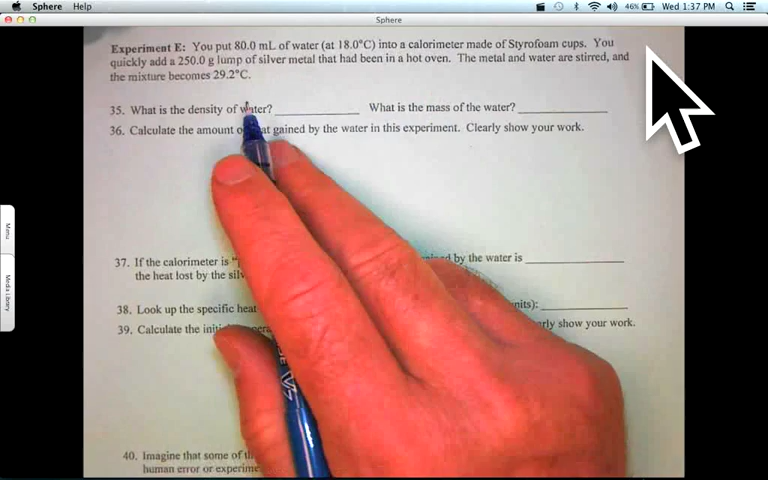 Sphere Help 46% Wed 1:37 PM
Sphere
Experiment E: You put 80.0 mL of water (at 18.0°C) into a calorimeter made of Styrofoam cups. You
quickly add a 250.0 g lump of silver metal that had been in a hot oven. The metal and water are stirred, and
the mixture becomes 29.2°C.
35. What is the density of water? What is the mass of the water?
36. Calculate the amount gained by the water in this experiment. Clearly show your work.
Menu
37. If the calorimeter is by the water is
the heat lost by the
Media Library
38. Look up the specific heat
39. Calculate the show your work.
40. Imagine that some of
human error or